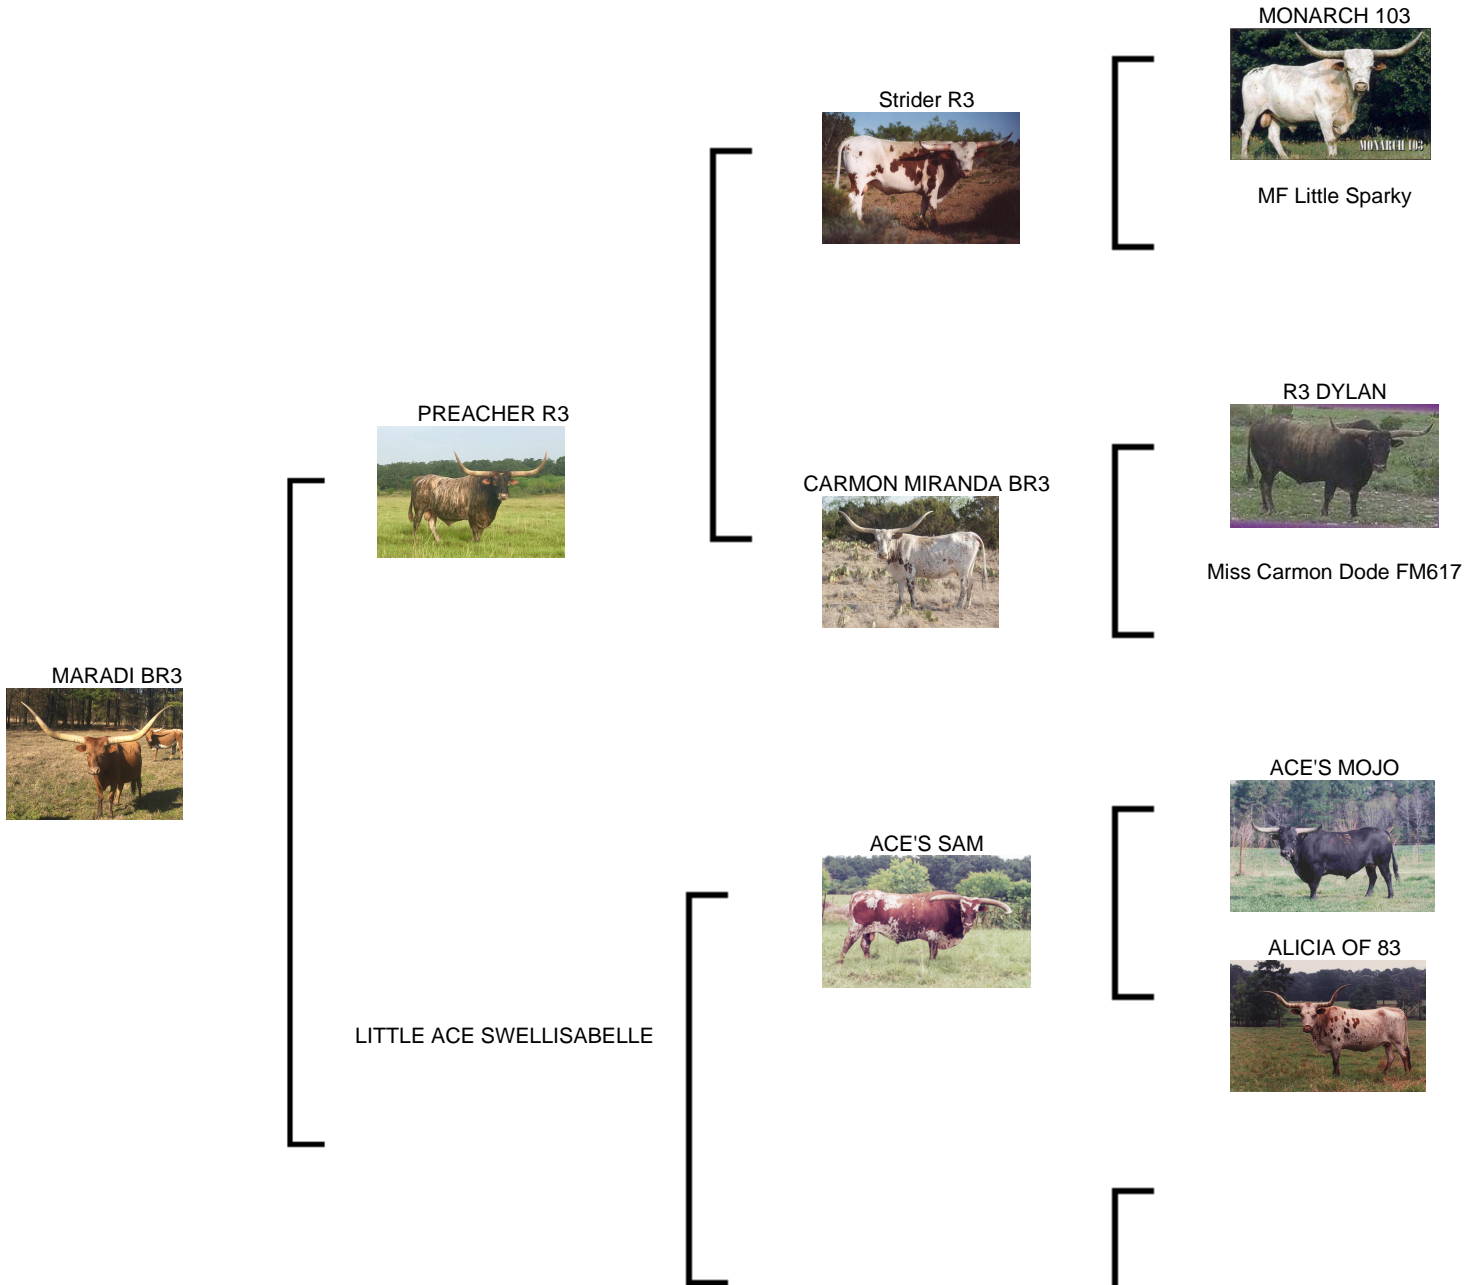 MONARCH 103
MONARCH 103
Strider R3
MF Little Sparky
R3 DYLAN
PREACHER R3
CARMON MIRANDA BR3
Miss Carmon Dode FM617
MARADI BR3
ACE'S MOJO
ACE'S SAM
ALICIA OF 83
LITTLE ACE SWELLISABELLE